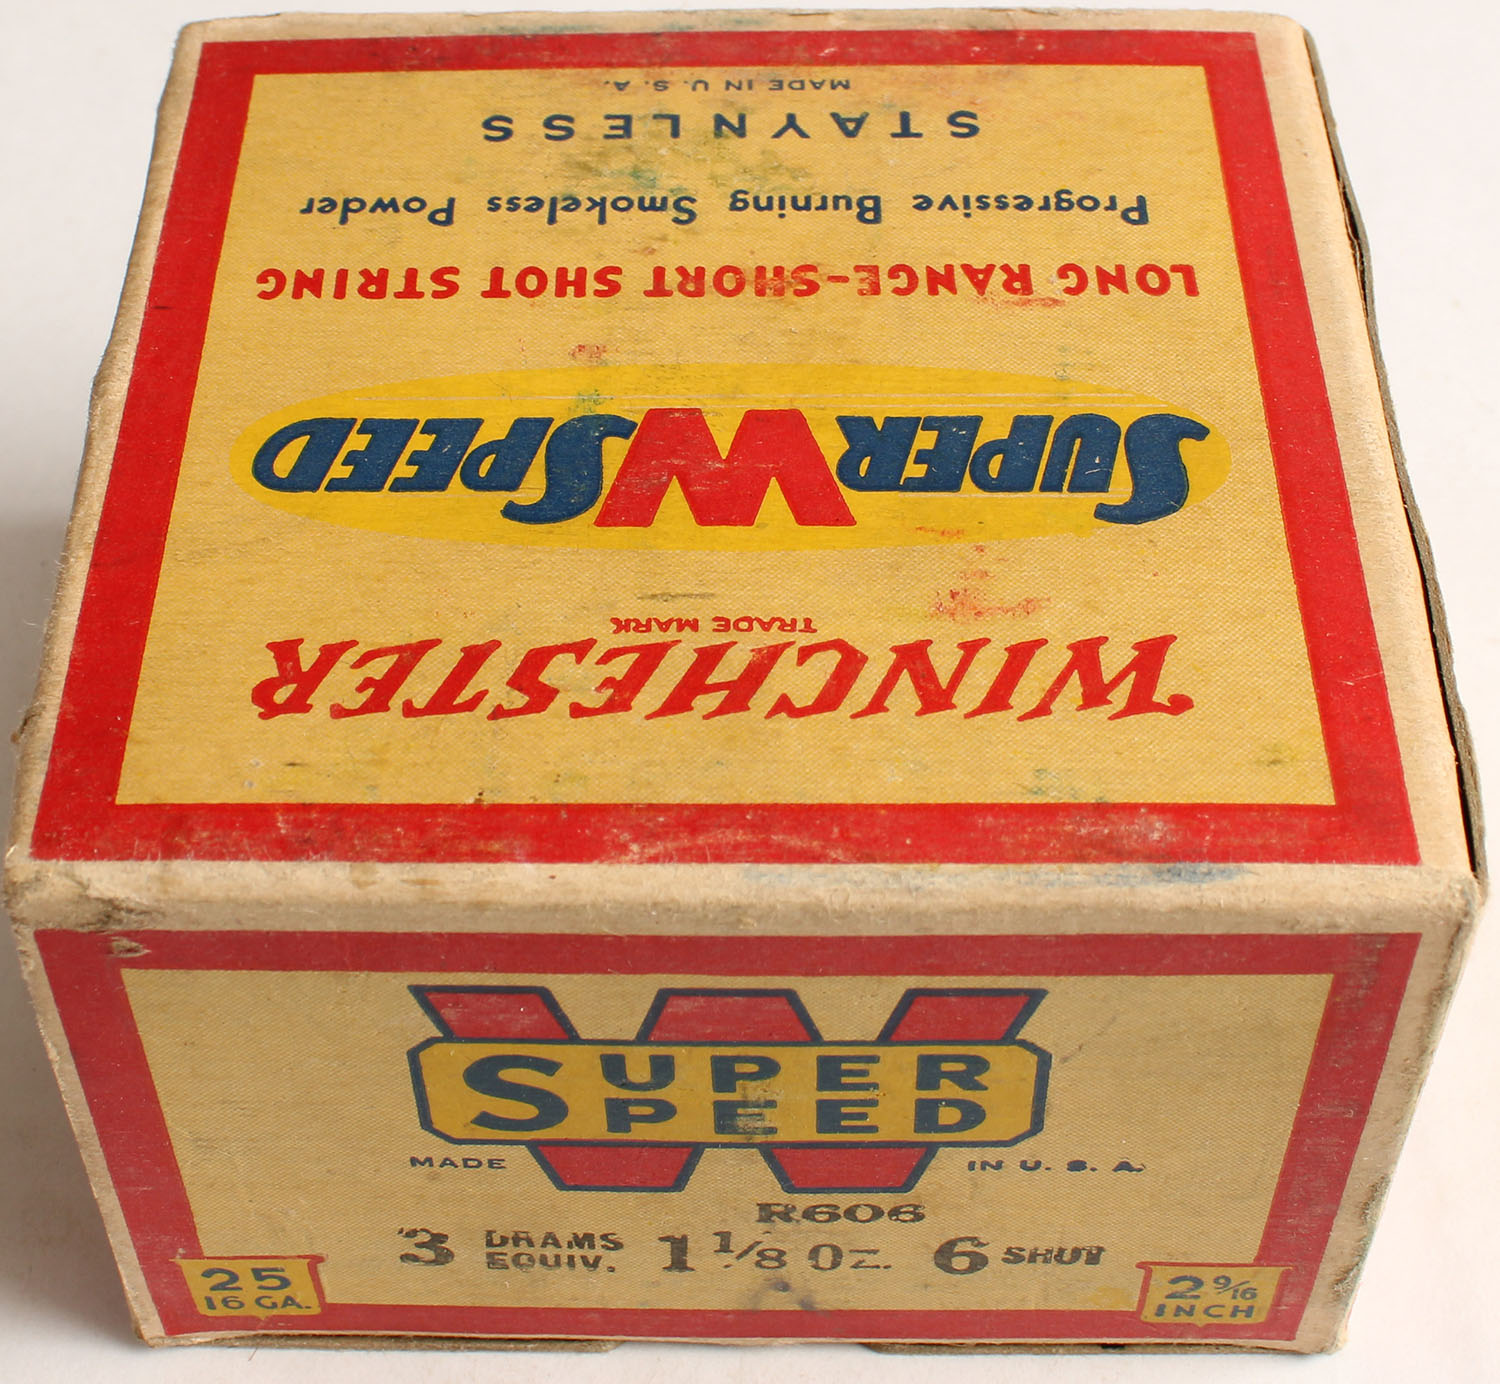 WINCHESTER
TRADE MARK
SUPER W SPEED
LONG RANGE-SHORT SHOT STRING
Progressive Burning Smokeless Powder
STAYNLESS
MADE IN U. S. A.
W
SUPER
SPEED
MADE IN U. S. A.
R606
3 DRAMS EQUIV. 1 1/8 Oz. 6 SHOT
25
16 GA.
2 9/16
INCH